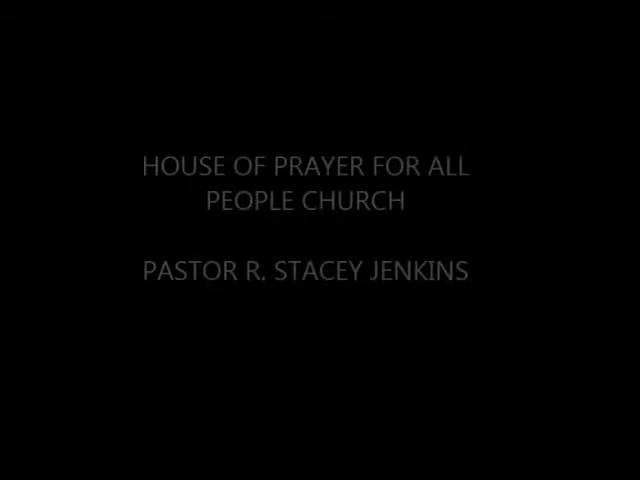 HOUSE OF PRAYER FOR ALL
PEOPLE CHURCH
PASTOR R. STACEY JENKINS